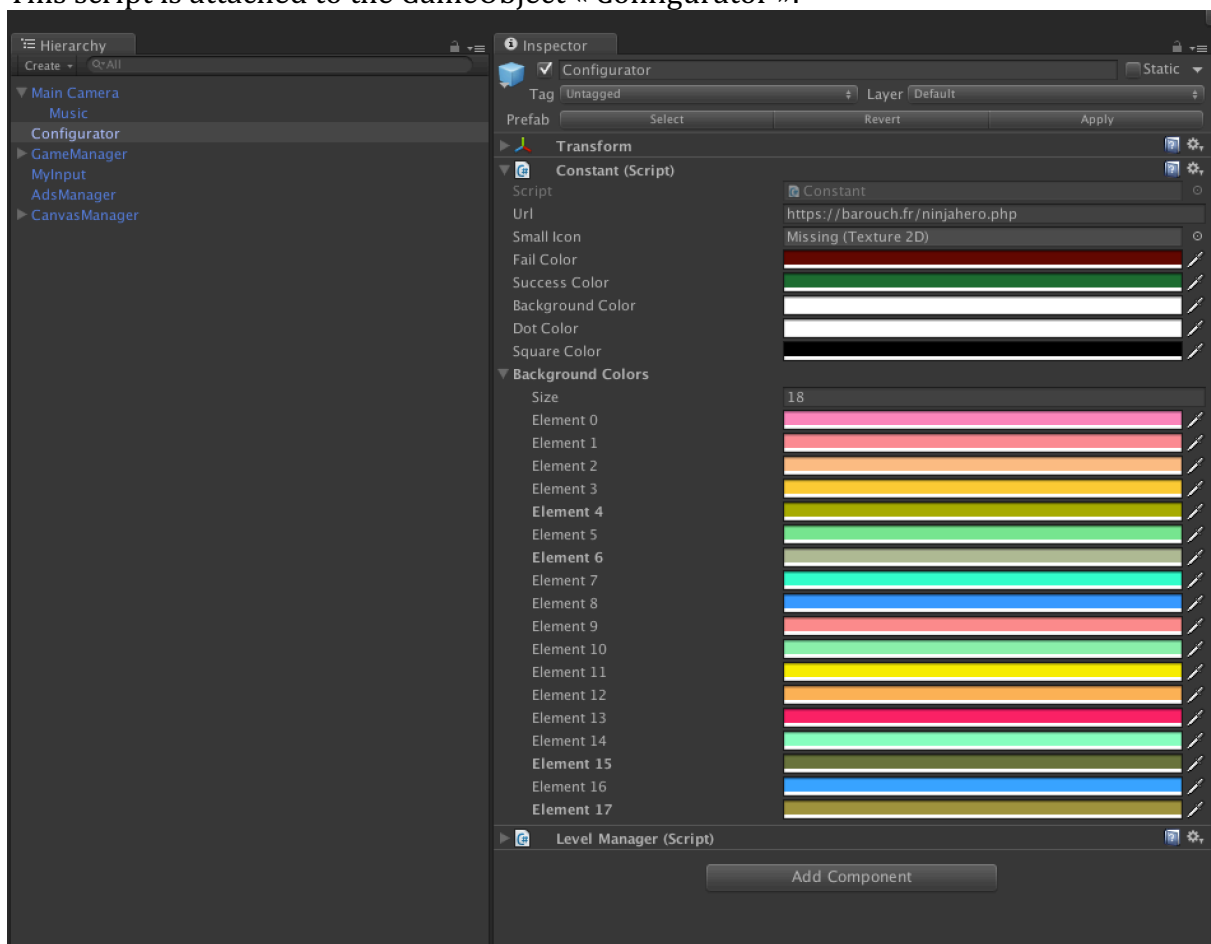 This script is attached to the GameObject « Configurator ».
Hierarchy
Create
All
Main Camera
Music
Configurator
GameManager
MyInput
AdsManager
CanvasManager
Inspector
Configurator Static
Tag Untagged Layer Default
Prefab Select Revert Apply
Transform
Constant (Script)
Script Constant
Url https://barouch.fr/ninjahero.php
Small Icon Missing (Texture 2D)
Fail Color
Success Color
Background Color
Dot Color
Square Color
Background Colors
Size 18
Element 0
Element 1
Element 2
Element 3
Element 4
Element 5
Element 6
Element 7
Element 8
Element 9
Element 10
Element 11
Element 12
Element 13
Element 14
Element 15
Element 16
Element 17
Level Manager (Script)
Add Component